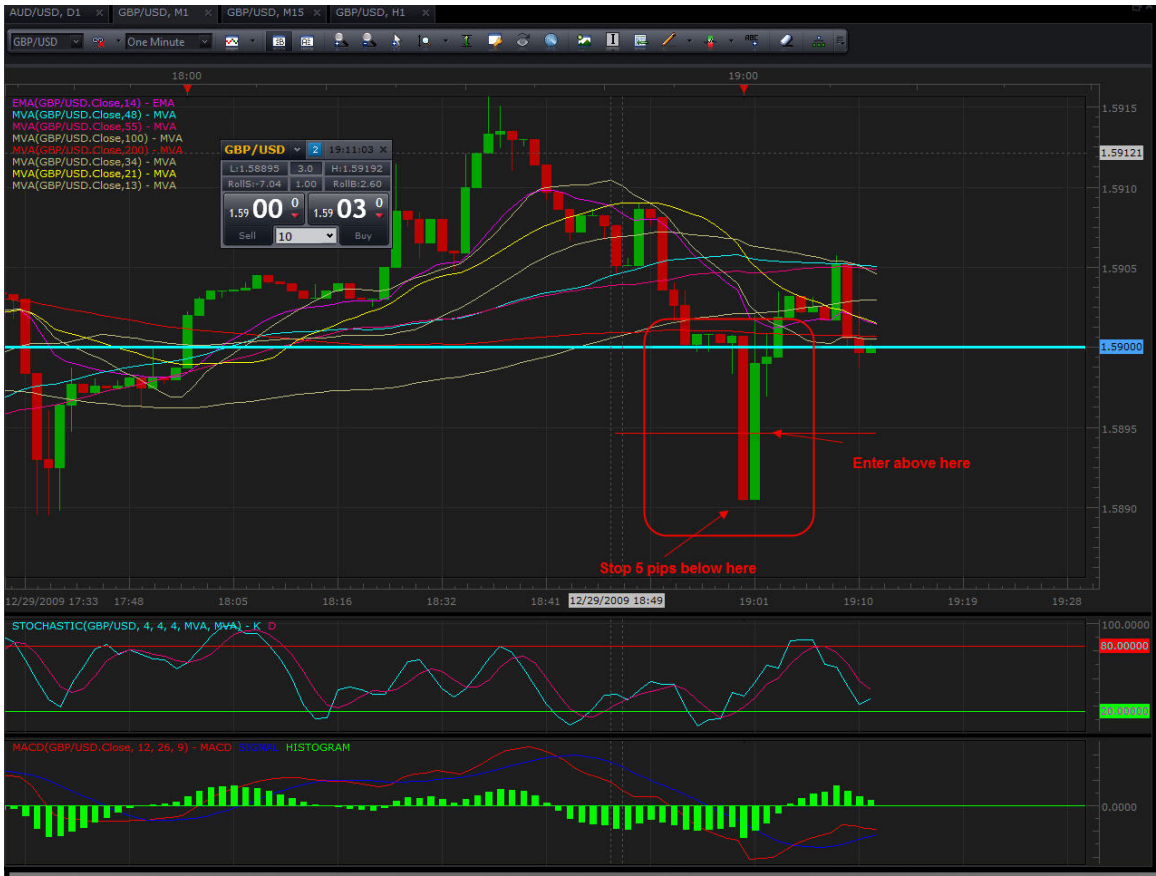 AUD/USD, D1 × GBP/USD, M1 × GBP/USD, M15 × GBP/USD, H1 ×
GBP/USD One Minute
18:00 19:00
EMA(GBP/USD.Close,14) - EMA
MVA(GBP/USD.Close,48) - MVA
MVA(GBP/USD.Close,55) - MVA
MVA(GBP/USD.Close,100) - MVA
MVA(GBP/USD.Close,200) - MVA
MVA(GBP/USD.Close,34) - MVA
MVA(GBP/USD.Close,21) - MVA
MVA(GBP/USD.Close,13) - MVA
GBP/USD 2 19:11:03 ×
L:1.58895 3.0 H:1.59192
RollS:-7.04 1.00 RollB:2.60
1.59 00 0 1.59 03 0
Sell 10 Buy
1.5915
1.59121
1.5910
1.5905
1.59000
1.5895
1.5890
Enter above here
Stop 5 pips below here
12/29/2009 17:33 17:48 18:05 18:16 18:32 18:41 12/29/2009 18:49 19:01 19:10 19:19 19:28
STOCHASTIC(GBP/USD, 4, 4, 4, MVA, MVA) - K D
100.0000
80.00000
20.00000
MACD(GBP/USD.Close, 12, 26, 9) - MACD SIGNAL HISTOGRAM
0.0000